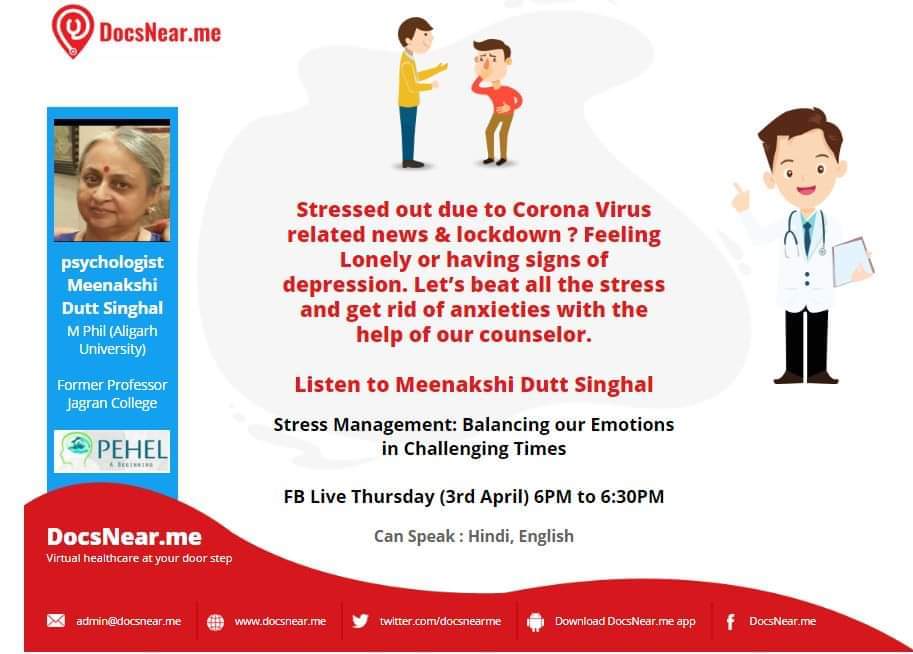 DocsNear.me
psychologist
Meenakshi
Dutt Singhal
M Phil (Aligarh
University)
Former Professor
Jagran College
PEHEL
A BEGINNING
Stressed out due to Corona Virus
related news & lockdown ? Feeling
Lonely or having signs of
depression. Let’s beat all the stress
and get rid of anxieties with the
help of our counselor.
Listen to Meenakshi Dutt Singhal
Stress Management: Balancing our Emotions
in Challenging Times
FB Live Thursday (3rd April) 6PM to 6:30PM
Can Speak : Hindi, English
DocsNear.me
Virtual healthcare at your door step
admin@docsnear.me
www.docsnear.me
twitter.com/docsnearme
Download DocsNear.me app
DocsNear.me